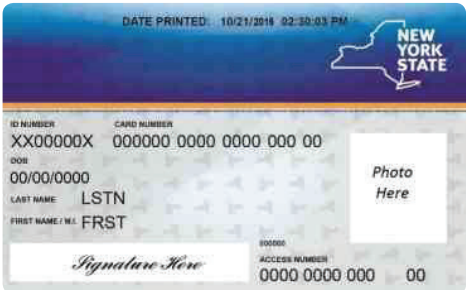 DATE PRINTED: 10/21/2016 02:30:03 PM
NEW
YORK
STATE
ID NUMBER CARD NUMBER
XX00000X 000000 0000 0000 000 00
DOB
00/00/0000
LAST NAME LSTN
FIRST NAME / M.I. FRST
Photo
Here
Signature Here
000000
ACCESS NUMBER
0000 0000 000 00